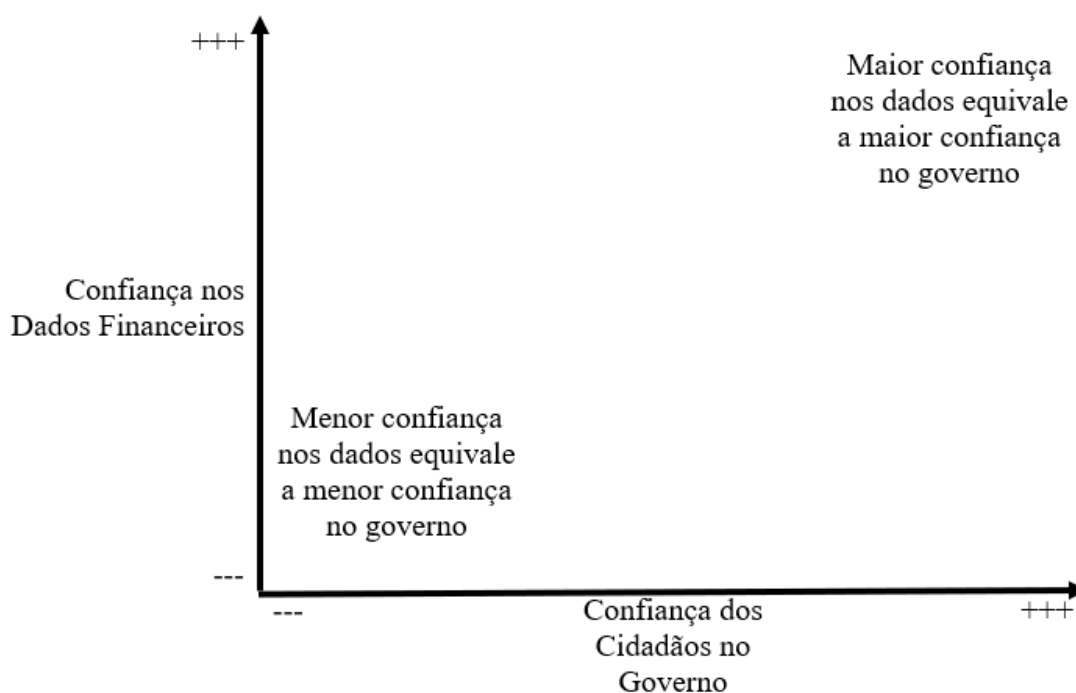 +++
Maior confiança
nos dados equivale
a maior confiança
no governo
Confiança nos
Dados Financeiros
Menor confiança
nos dados equivale
a menor confiança
no governo
---
---
Confiança dos
Cidadãos no
Governo
+++